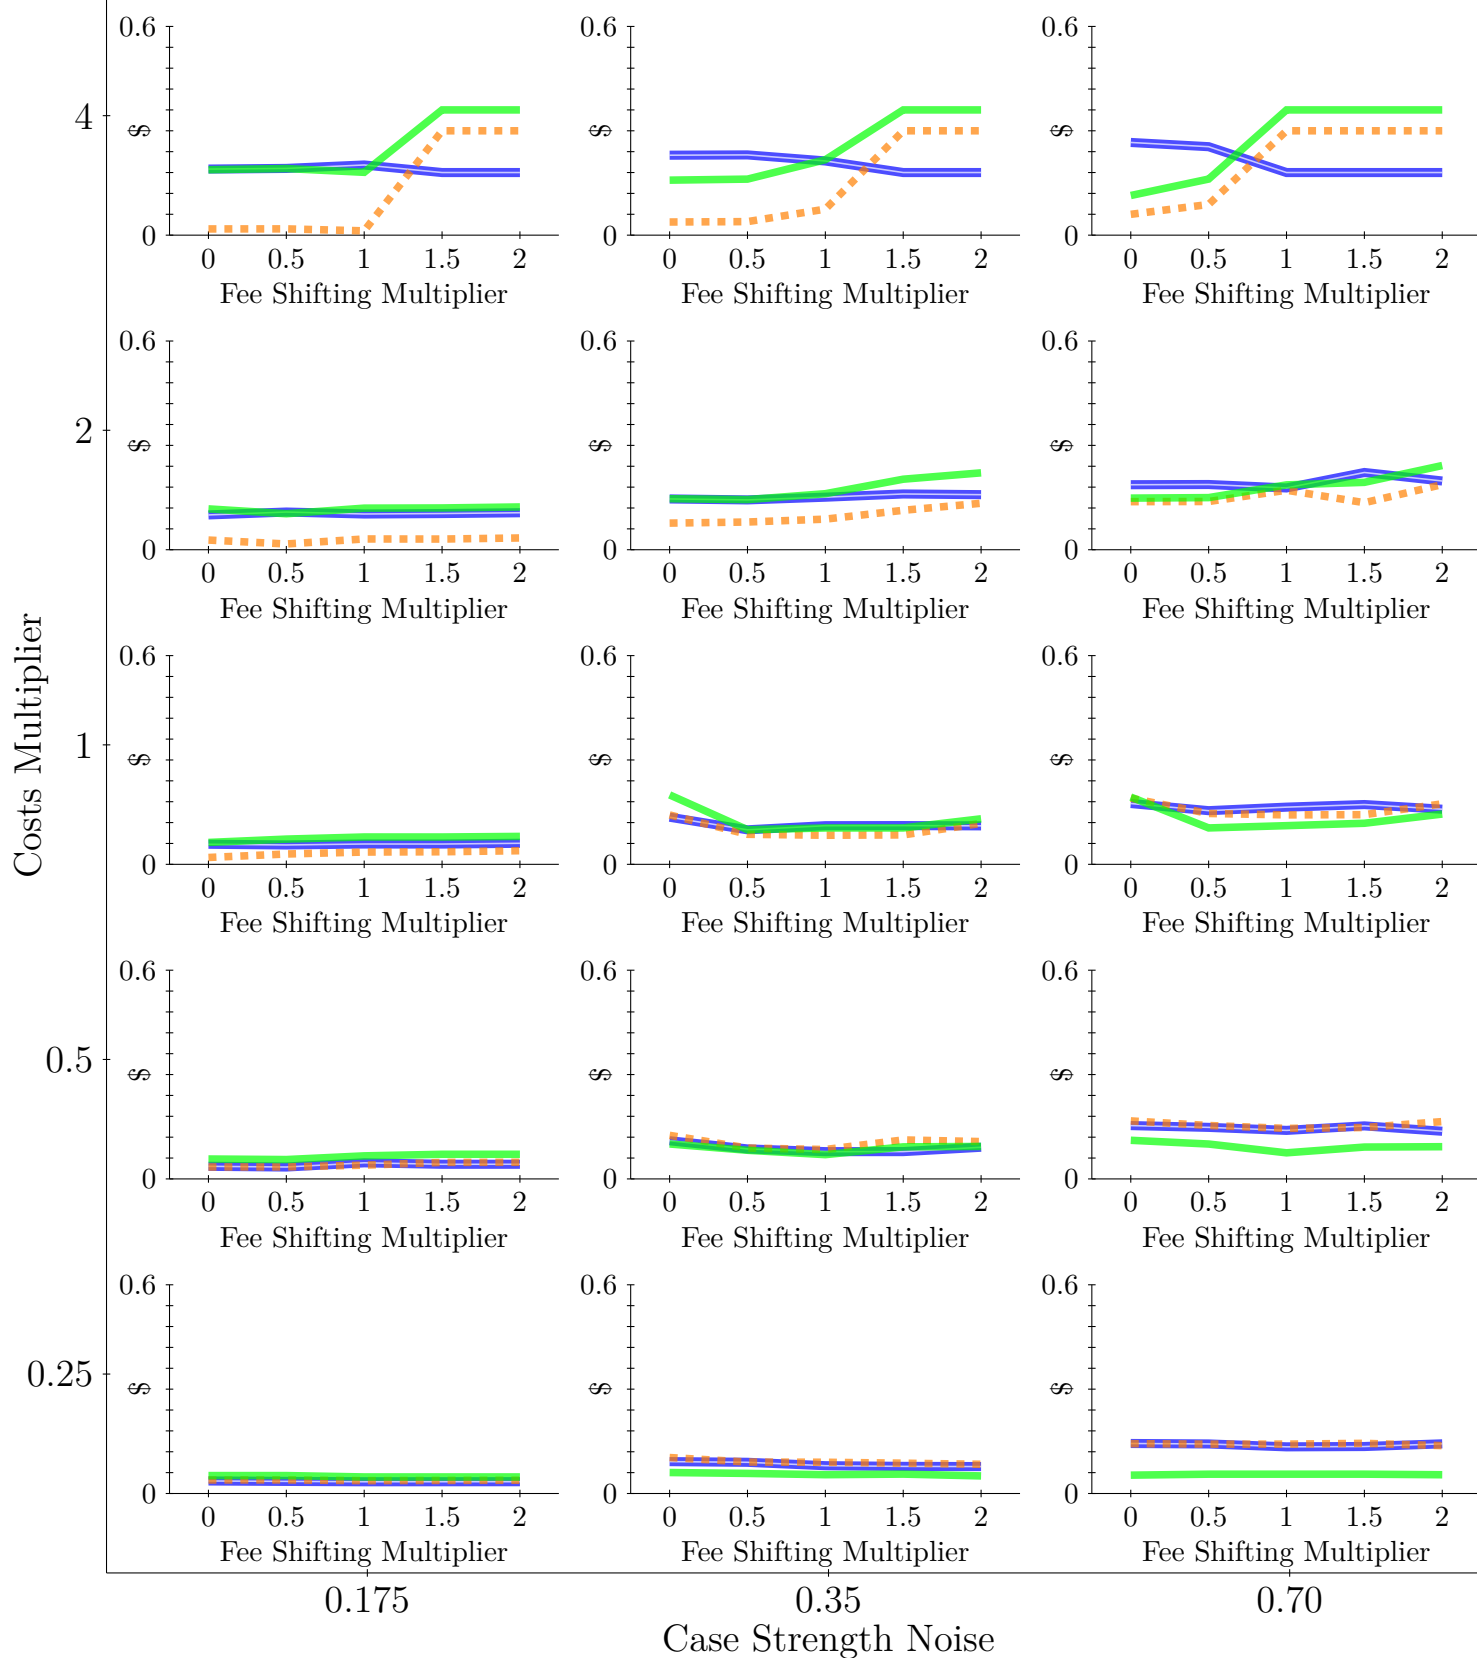 0.6 0.6 0.6
4 $ $ $
0 0 0
0 0.5 1 1.5 2 0 0.5 1 1.5 2 0 0.5 1 1.5 2
Fee Shifting Multiplier Fee Shifting Multiplier Fee Shifting Multiplier
0.6 0.6 0.6
2 $ $ $
0 0 0
0 0.5 1 1.5 2 0 0.5 1 1.5 2 0 0.5 1 1.5 2
Fee Shifting Multiplier Fee Shifting Multiplier Fee Shifting Multiplier
Costs Multiplier
0.6 0.6 0.6
1 $ $ $
0 0 0
0 0.5 1 1.5 2 0 0.5 1 1.5 2 0 0.5 1 1.5 2
Fee Shifting Multiplier Fee Shifting Multiplier Fee Shifting Multiplier
0.6 0.6 0.6
0.5 $ $ $
0 0 0
0 0.5 1 1.5 2 0 0.5 1 1.5 2 0 0.5 1 1.5 2
Fee Shifting Multiplier Fee Shifting Multiplier Fee Shifting Multiplier
0.6 0.6 0.6
0.25 $ $ $
0 0 0
0 0.5 1 1.5 2 0 0.5 1 1.5 2 0 0.5 1 1.5 2
Fee Shifting Multiplier Fee Shifting Multiplier Fee Shifting Multiplier
0.175 0.35 0.70
Case Strength Noise